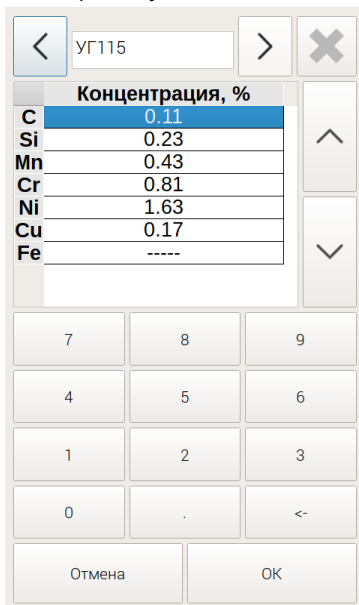 УГ115
Концентрация, %
C 0.11
Si 0.23
Mn 0.43
Cr 0.81
Ni 1.63
Cu 0.17
Fe -----
7 8 9
4 5 6
1 2 3
0 . <-
Отмена OK